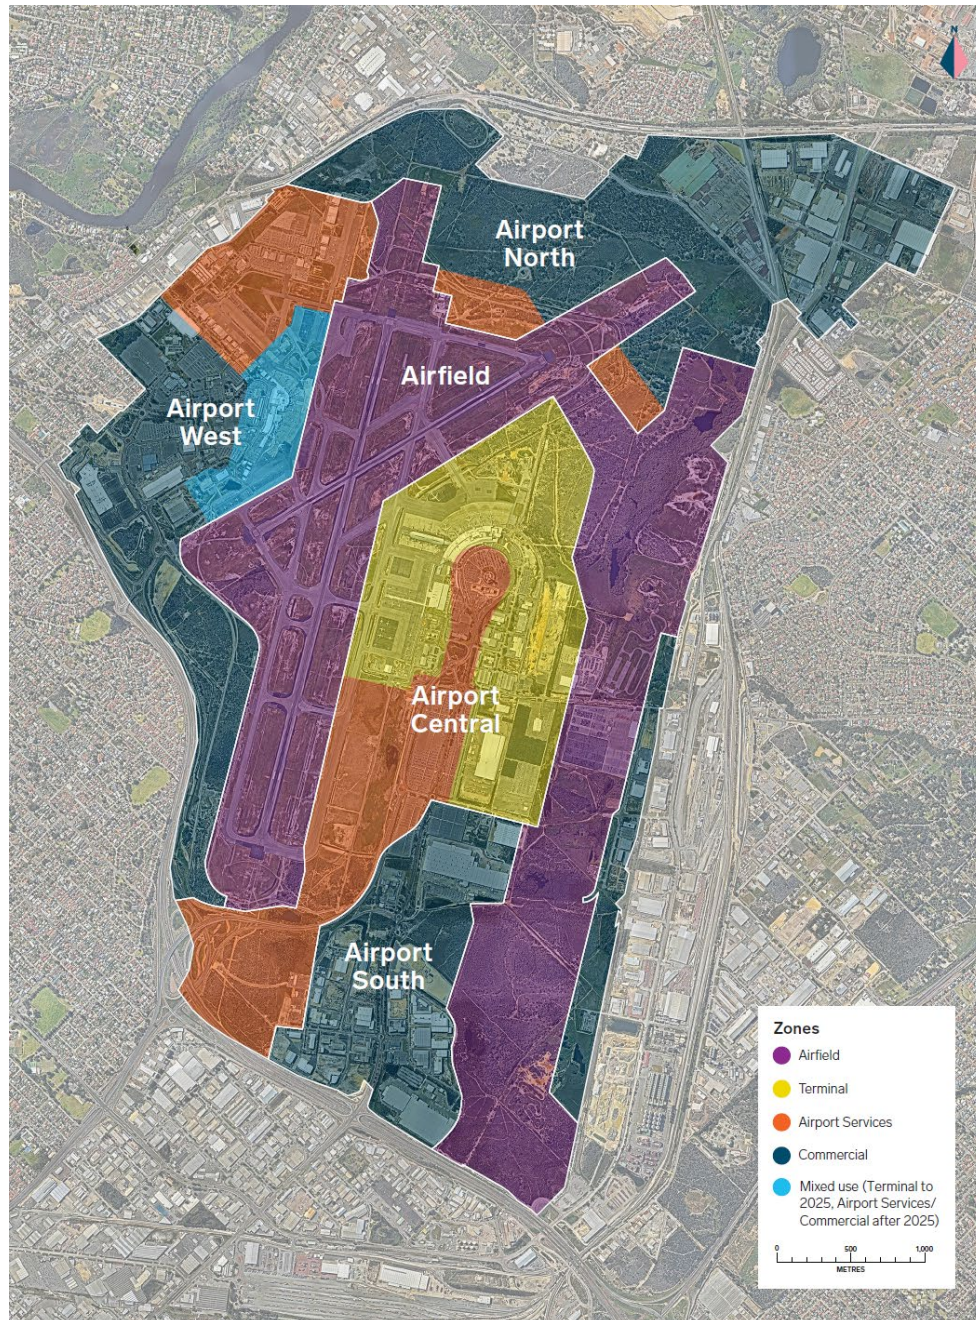 N
Airport
North
Airfield
Airport
West
Airport
Central
Airport
South
Zones
Airfield
Terminal
Airport Services
Commercial
Mixed use (Terminal to
2025, Airport Services/
Commercial after 2025)
0 500 1,000
METRES